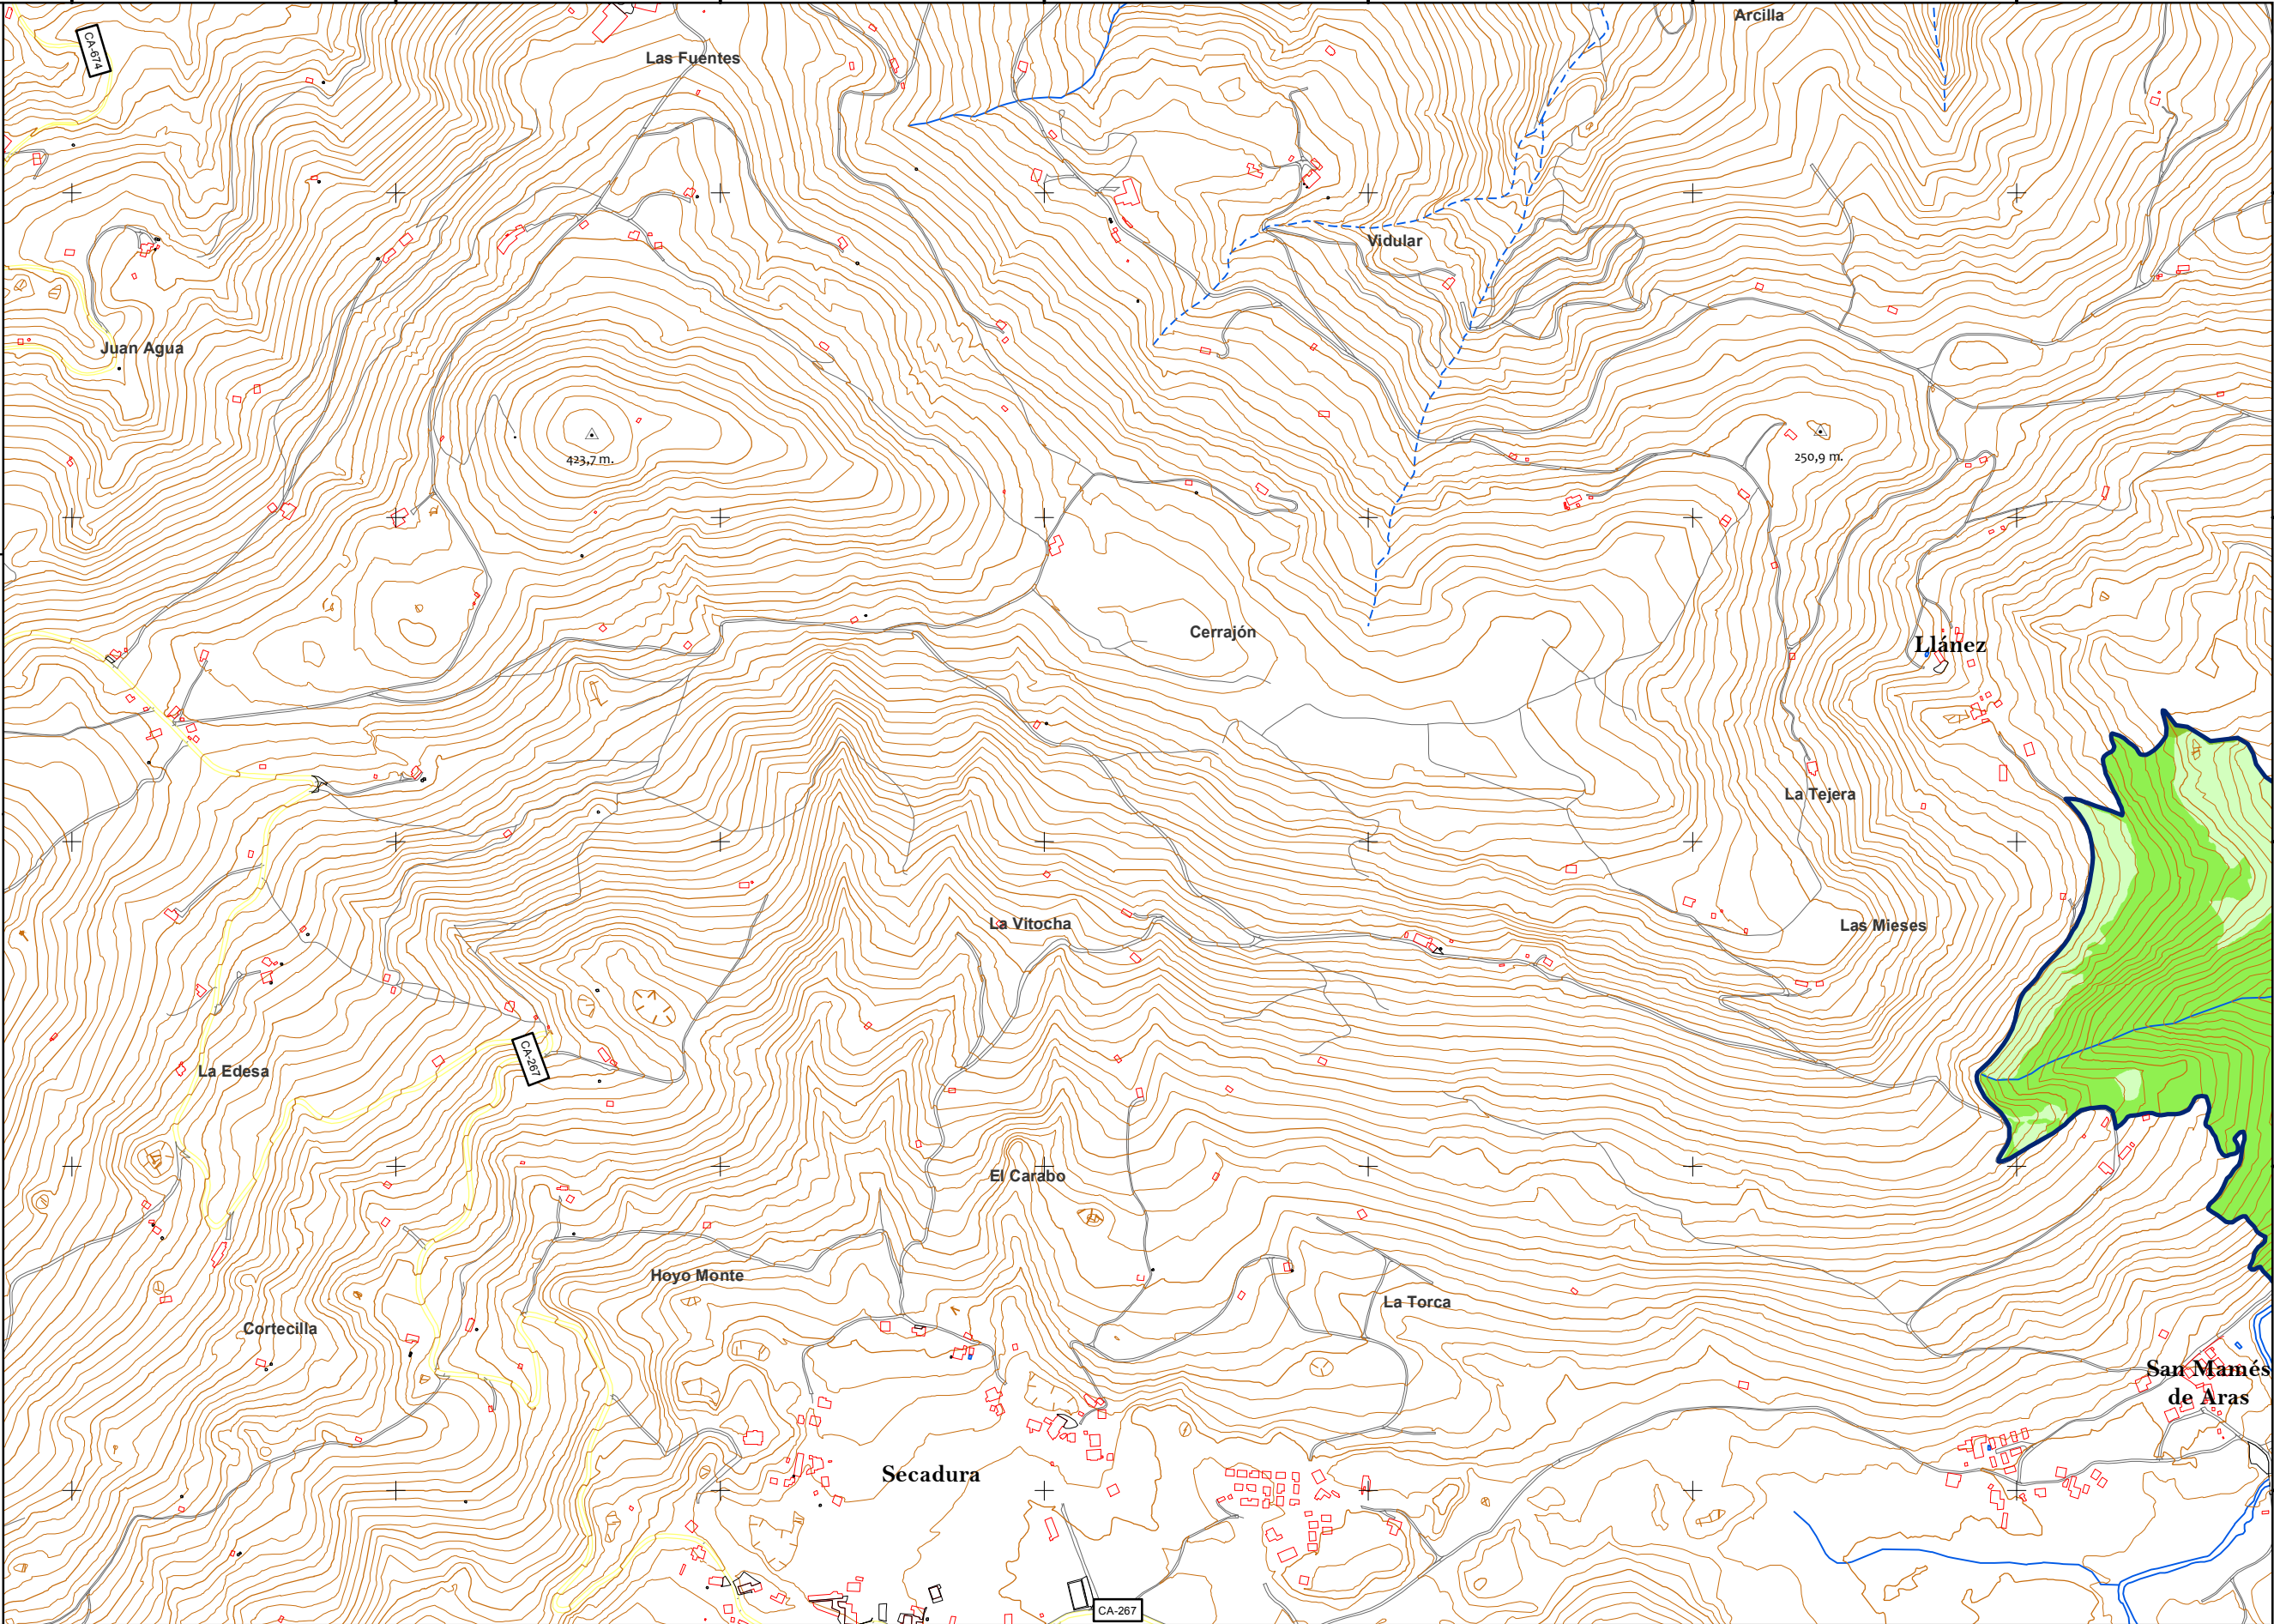 Arcilla
CA-674
Las Fuentes
Vidular
Juan Agua
423,7 m.
250,9 m.
Cerrajón
Llánez
La Tejera
La Vitocha
Las Mieses
CA-267
La Edesa
El Carabo
Hoyo Monte
La Torca
Cortecilla
San Mamés
de Aras
Secadura
CA-267